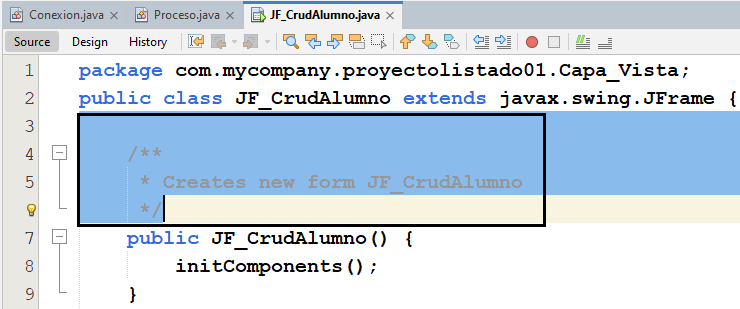 Conexion.java Proceso.java JF_CrudAlumno.java
Source Design History
1 package com.mycompany.proyectolistado01.Capa_Vista;
2 public class JF_CrudAlumno extends javax.swing.JFrame {
3
4 /**
5 * Creates new form JF_CrudAlumno
*/
7 public JF_CrudAlumno() {
8 initComponents();
9 }